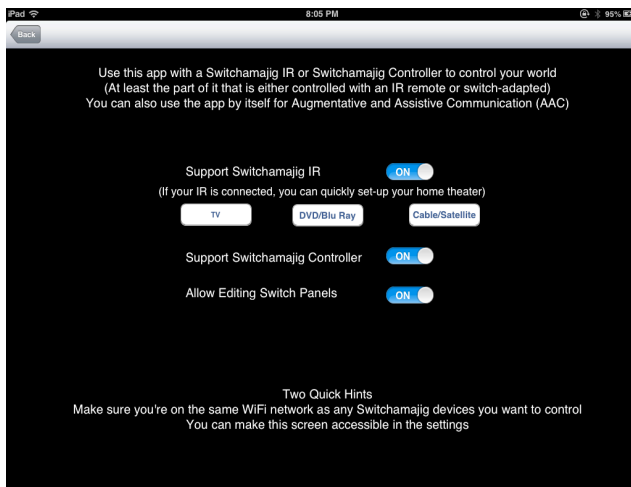 iPad 8:05 PM 95%
Back
Use this app with a Switchamajig IR or Switchamajig Controller to control your world
(At least the part of it that is either controlled with an IR remote or switch-adapted)
You can also use the app by itself for Augmentative and Assistive Communication (AAC)
Support Switchamajig IR ON
(If your IR is connected, you can quickly set-up your home theater)
TV DVD/Blu Ray Cable/Satellite
Support Switchamajig Controller ON
Allow Editing Switch Panels ON
Two Quick Hints
Make sure you're on the same WiFi network as any Switchamajig devices you want to control
You can make this screen accessible in the settings